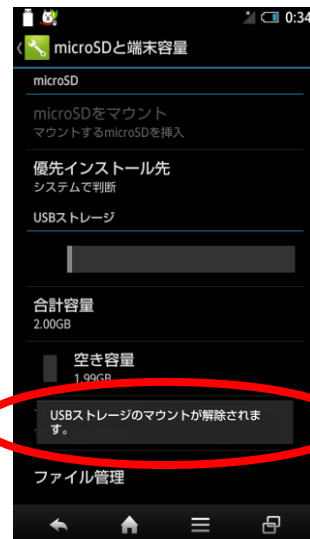 0:34
microSDと端末容量
microSD
microSDをマウント
マウントするmicroSDを挿入
優先インストール先
システムで判断
USBストレージ
合計容量
2.00GB
空き容量
1.99GB
USBストレージのマウントが解除されま
す。
ファイル管理